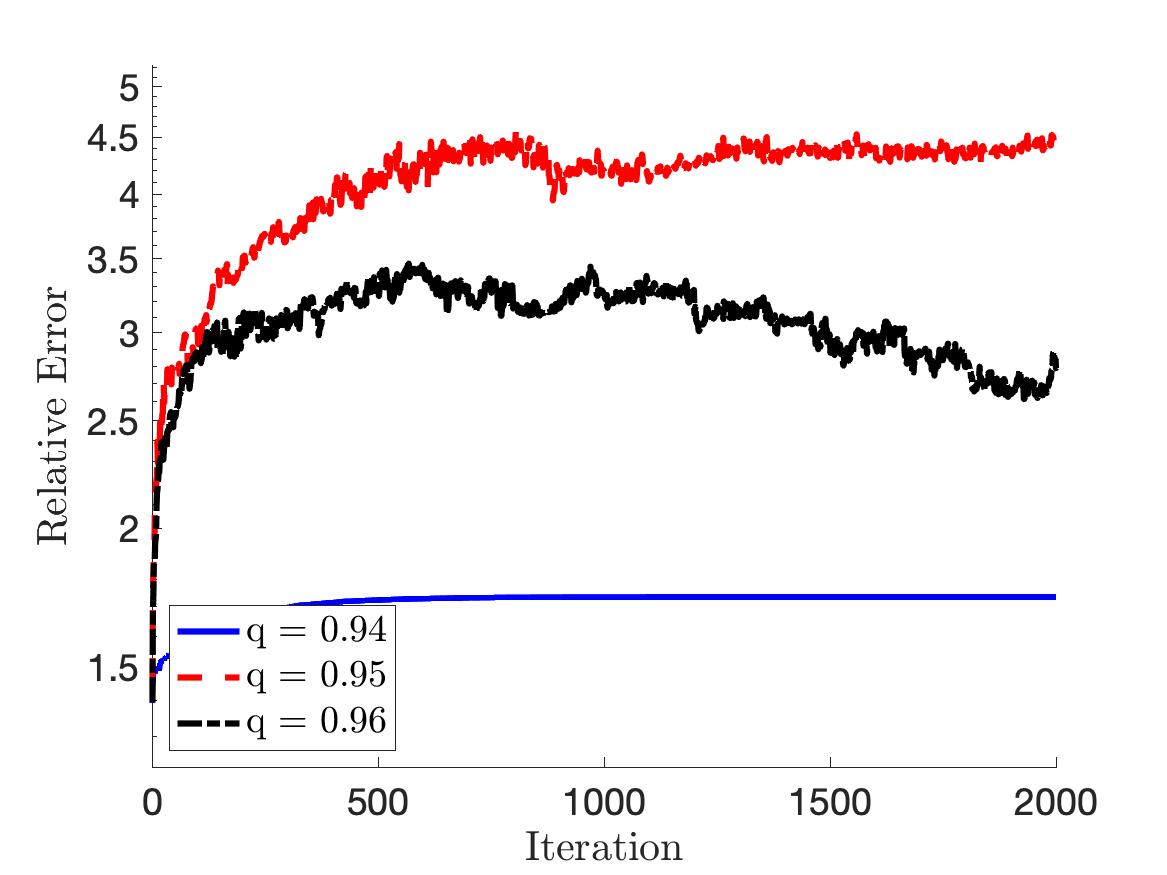 5
4.5
4
3.5
3
2.5
2
1.5
Relative Error
q = 0.94
q = 0.95
q = 0.96
0 500 1000 1500 2000
Iteration